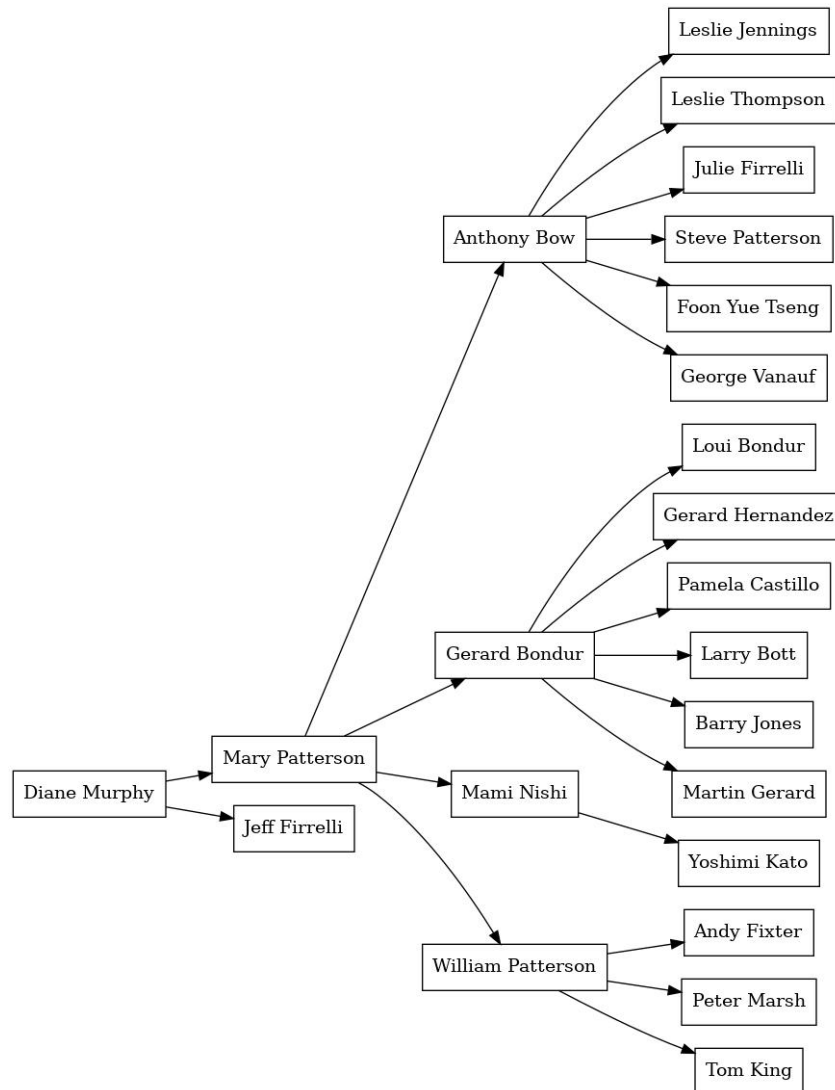 Leslie Jennings
Leslie Thompson
Julie Firrelli
Anthony Bow
Steve Patterson
Foon Yue Tseng
George Vanauf
Loui Bondur
Gerard Hernandez
Pamela Castillo
Gerard Bondur
Larry Bott
Barry Jones
Mary Patterson
Diane Murphy
Mami Nishi
Martin Gerard
Jeff Firrelli
Yoshimi Kato
Andy Fixter
William Patterson
Peter Marsh
Tom King